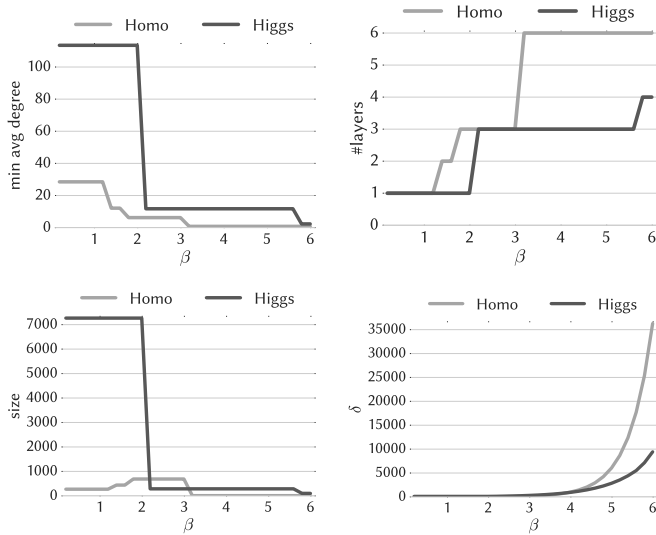 Homo Higgs
min avg degree
100
80
60
40
20
0
1 2 3 4 5 6
β
Homo Higgs
#layers
6
5
4
3
2
1
0
1 2 3 4 5 6
β
Homo Higgs
size
7000
6000
5000
4000
3000
2000
1000
0
1 2 3 4 5 6
β
Homo Higgs
δ
35000
30000
25000
20000
15000
10000
5000
0
1 2 3 4 5 6
β